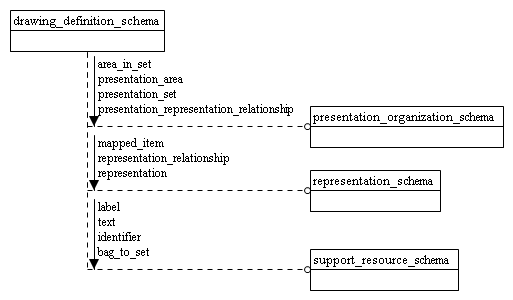 drawing_definition_schema
area_in_set
presentation_area
presentation_set
presentation_representation_relationship
presentation_organization_schema
mapped_item
representation_relationship
representation
representation_schema
label
text
identifier
bag_to_set
support_resource_schema